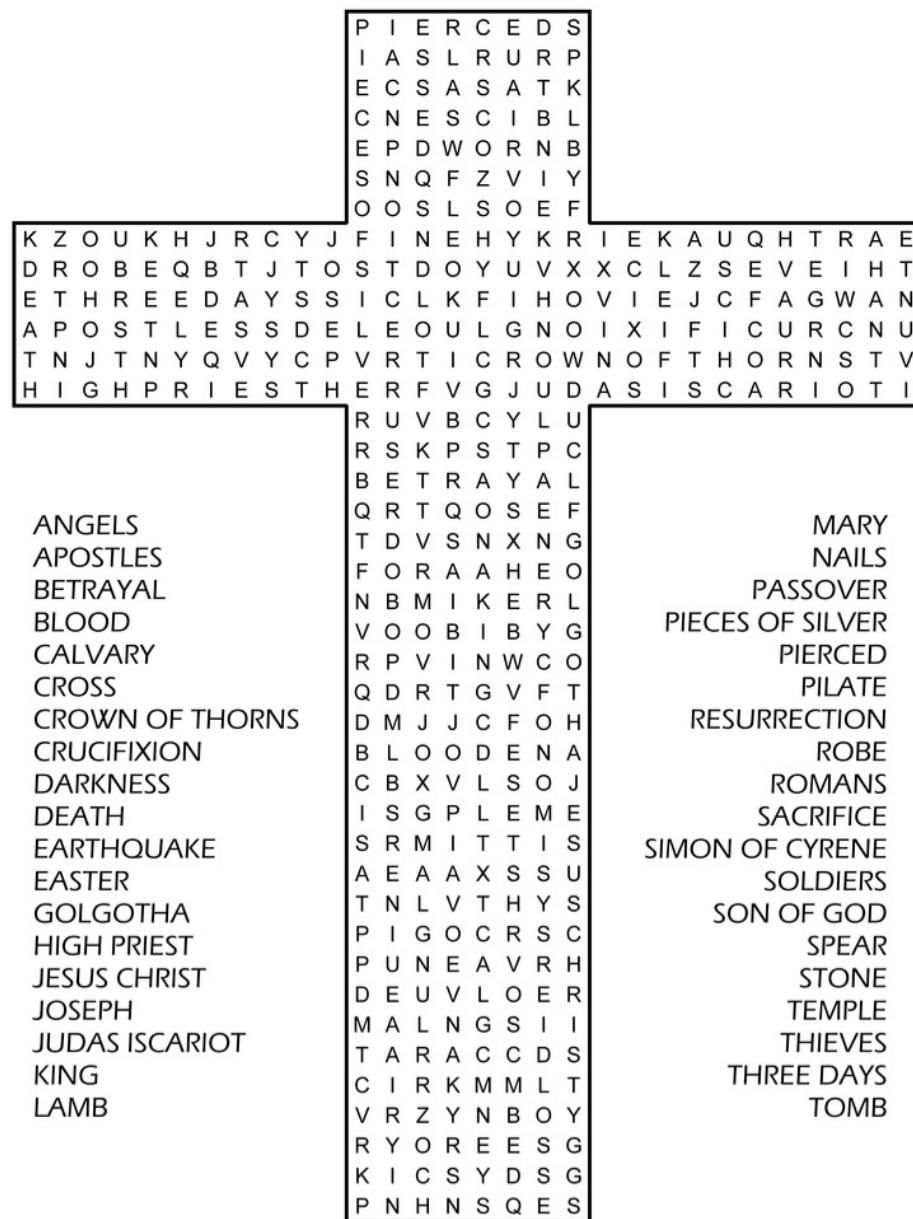 P I E R C E D S
I A S L R U R P
E C S A S A T K
C N E S C I B L
E P D W O R N B
S N Q F Z V I Y
O O S L S O E F
K Z O U K H J R C Y J F I N E H Y K R I E K A U Q H T R A E
D R O B E Q B T J T O S T D O Y U V X X C L Z S E V E I H T
E T H R E E D A Y S S I C L K F I H O V I E J C F A G W A N
A P O S T L E S S D E L E O U L G N O I X I F I C U R C N U
T N J T N Y Q V Y C P V R T I C R O W N O F T H O R N S T V
H I G H P R I E S T H E R F V G J U D A S I S C A R I O T I
R U V B C Y L U
R S K P S T P C
B E T R A Y A L
Q R T Q O S E F
T D V S N X N G
F O R A A H E O
N B M I K E R L
V O O B I B Y G
R P V I N W C O
Q D R T G V F T
D M J J C F O H
B L O O D E N A
C B X V L S O J
I S G P L E M E
S R M I T T I S
A E A A X S S U
T N L V T H Y S
P I G O C R S C
P U N E A V R H
D E U V L O E R
M A L N G S I I
T A R A C C D S
C I R K M M L T
V R Z Y N B O Y
R Y O R E E S G
K I C S Y D S G
P N H N S Q E S
ANGELS
APOSTLES
BETRAYAL
BLOOD
CALVARY
CROSS
CROWN OF THORNS
CRUCIFIXION
DARKNESS
DEATH
EARTHQUAKE
EASTER
GOLGOTHA
HIGH PRIEST
JESUS CHRIST
JOSEPH
JUDAS ISCARIOT
KING
LAMB
MARY
NAILS
PASSOVER
PIECES OF SILVER
PIERCED
PILATE
RESURRECTION
ROBE
ROMANS
SACRIFICE
SIMON OF CYRENE
SOLDIERS
SON OF GOD
SPEAR
STONE
TEMPLE
THIEVES
THREE DAYS
TOMB